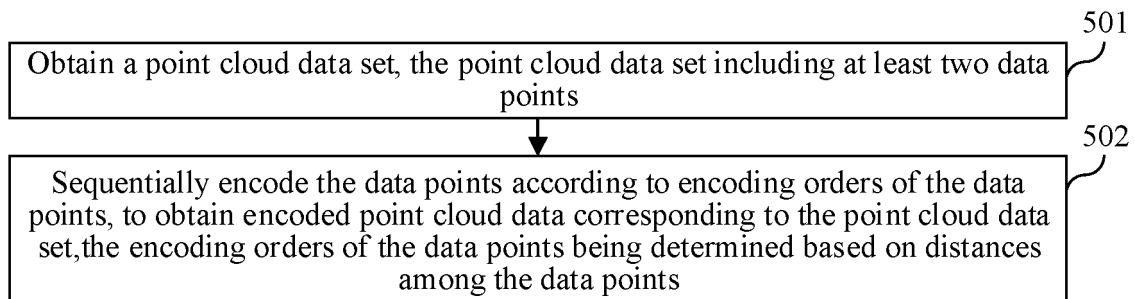 501
Obtain a point cloud data set, the point cloud data set including at least two data
points
502
Sequentially encode the data points according to encoding orders of the data
points, to obtain encoded point cloud data corresponding to the point cloud data
set,the encoding orders of the data points being determined based on distances
among the data points